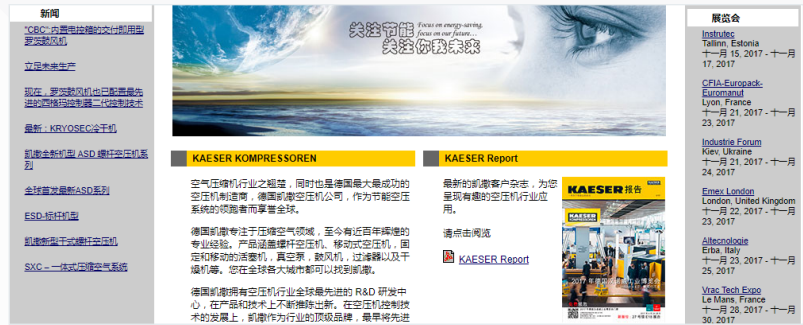 新闻
"CBC" 内置电控箱的交付即用型
罗茨鼓风机
立足未来生产
现在，罗茨鼓风机也已配置最先
进的西格玛控制器二代控制技术
最新：KRYOSEC冷干机
凯撒全新机型 ASD 螺杆空压机系
列
全球首发最新ASD系列
ESD-标杆机型
凯撒新型干式螺杆空压机
SXC – 一体式压缩空气系统
关注节能
Focus on energy-saving,
focus on our future…
关注你我未来
KAESER KOMPRESSOREN
空气压缩机行业之翘楚，同时也是德国最大最成功的
空压机制造商，德国凯撒空压机公司，作为节能空压
系统的领跑者而享誉全球。
德国凯撒专注于压缩空气领域，至今有近百年辉煌的
专业经验。产品涵盖螺杆空压机、移动式空压机，固
定和移动的活塞机，真空泵，鼓风机，过滤器以及干
燥机等。您在全球各大城市都可以找到凯撒。
德国凯撒拥有空压机行业全球最先进的 R&D 研发中
心，在产品和技术上不断推陈出新。在空压机控制技
术的发展上，凯撒作为行业的顶级品牌，最早将先进
KAESER Report
最新的凯撒客户杂志，为您
呈现有趣的空压机行业应
用。
请点击阅览
KAESER Report
KAESER 报告
KAESER
展览会
Instrutec
Tallinn, Estonia
十一月 15, 2017 - 十一月
17, 2017
CFIA-Europack-
Euromanut
Lyon, France
十一月 21, 2017 - 十一月
23, 2017
Industrie Forum
Kiev, Ukraine
十一月 21, 2017 - 十一月
24, 2017
Emex London
London, United Kingdom
十一月 22, 2017 - 十一月
23, 2017
Altecnologie
Erba, Italy
十一月 23, 2017 - 十一月
25, 2017
Vrac Tech Expo
Le Mans, France
十一月 28, 2017 - 十一月
30, 2017